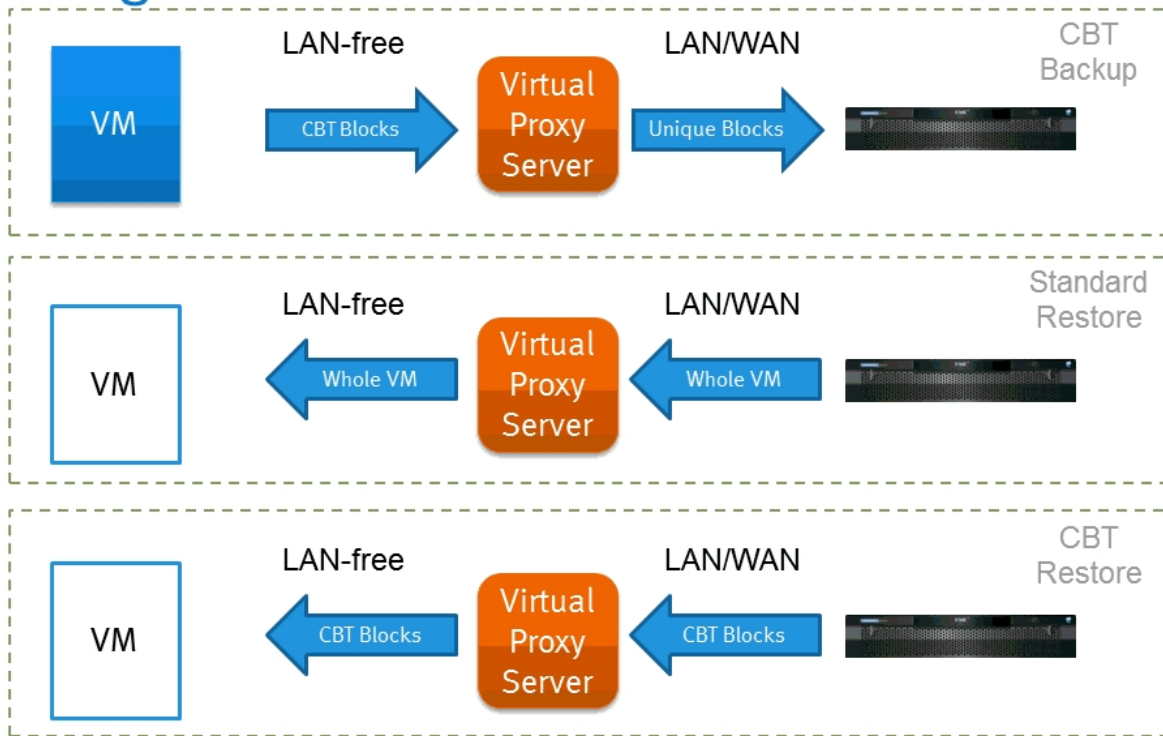 LAN-free
LAN/WAN
CBT
Backup
VM
CBT Blocks
Virtual
Proxy
Server
Unique Blocks
LAN-free
LAN/WAN
Standard
Restore
VM
Whole VM
Virtual
Proxy
Server
Whole VM
LAN-free
LAN/WAN
CBT
Restore
VM
CBT Blocks
Virtual
Proxy
Server
CBT Blocks